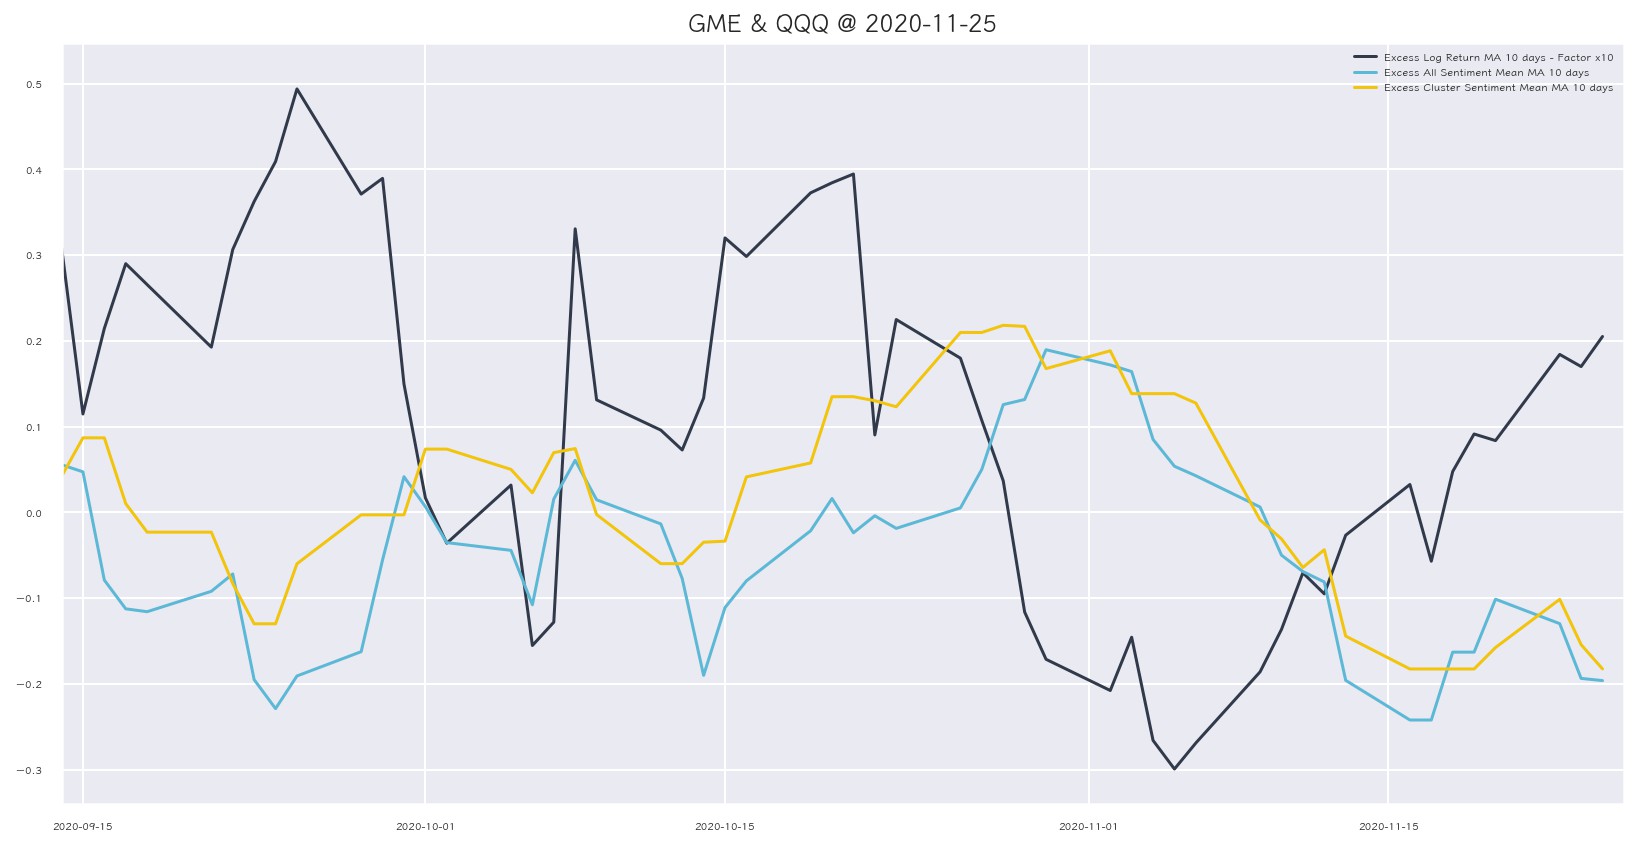 GME & QQQ @ 2020-11-25
Excess Log Return MA 10 days - Factor x10
Excess All Sentiment Mean MA 10 days
Excess Cluster Sentiment Mean MA 10 days
0.5
0.4
0.3
0.2
0.1
0.0
−0.1
−0.2
−0.3
2020-09-15 2020-10-01 2020-10-15 2020-11-01 2020-11-15